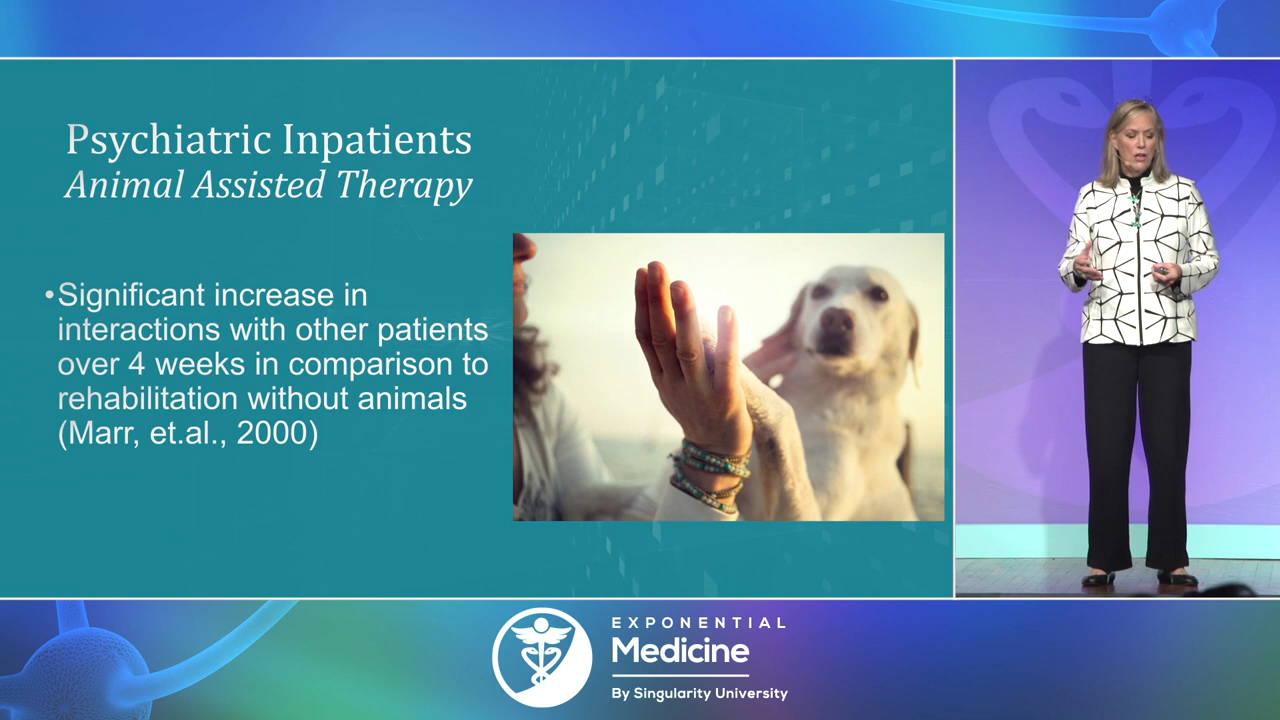 Psychiatric Inpatients
Animal Assisted Therapy
•Significant increase in
interactions with other patients
over 4 weeks in comparison to
rehabilitation without animals
(Marr, et.al., 2000)
EXPONENTIAL
Medicine
By Singularity University